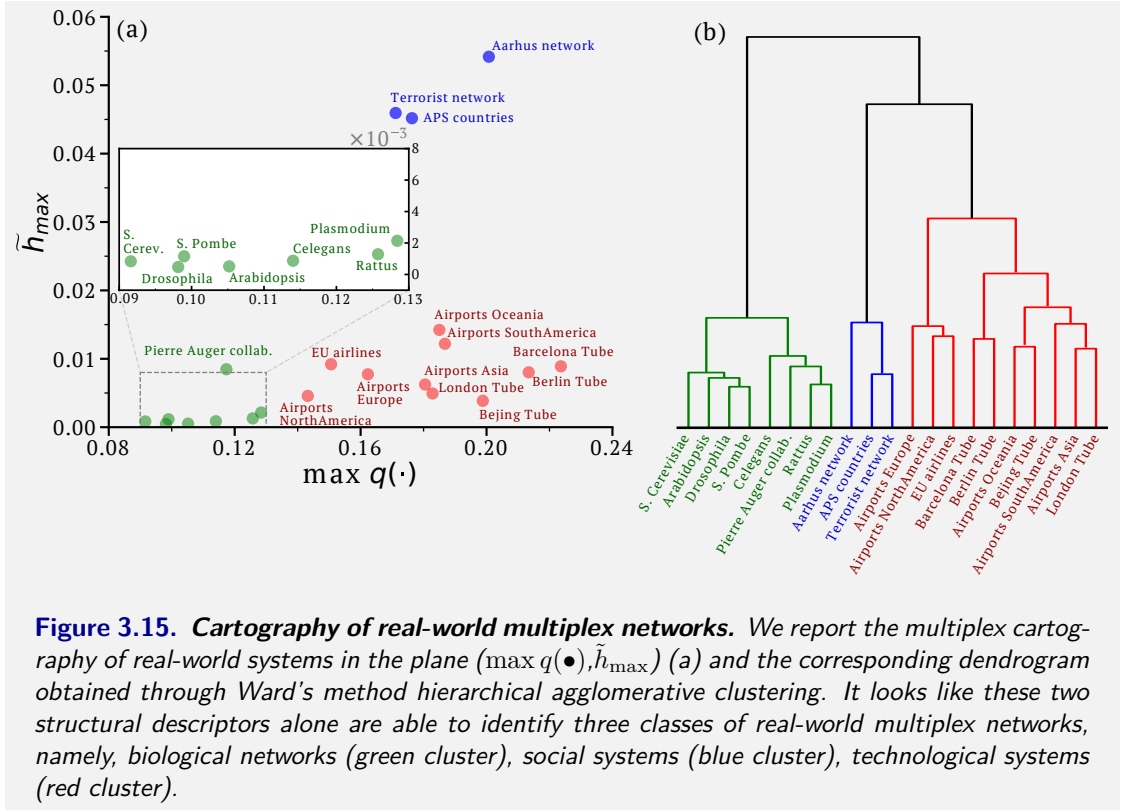 (a)
0.06
0.05
0.04
0.03
0.02
0.01
0.00
h̃max
0.08
0.12
0.16
0.20
0.24
max q(·)
Aarhus network
Terrorist network
APS countries
×10⁻³
8
6
4
2
0
0.09
0.10
0.11
0.12
0.13
S.
Cerev.
S. Pombe
Drosophila
Arabidopsis
Celegans
Plasmodium
Rattus
Pierre Auger collab.
Airports Oceania
Airports SouthAmerica
EU airlines
Barcelona Tube
Airports Asia
Airports
Europe
London Tube
Berlin Tube
Airports
NorthAmerica
Bejing Tube
(b)
S. Cerevisiae
Arabidopsis
Drosophila
S. Pombe
Celegans
Pierre Auger collab.
Rattus
Plasmodium
Aarhus network
APS countries
Terrorist network
Airports Europe
Airports NorthAmerica
EU airlines
Barcelona Tube
Berlin Tube
Airports Oceania
Bejing Tube
Airports SouthAmerica
Airports Asia
London Tube
Figure 3.15. Cartography of real-world multiplex networks. We report the multiplex cartog-
raphy of real-world systems in the plane (max q(•),h̃max) (a) and the corresponding dendrogram
obtained through Ward's method hierarchical agglomerative clustering. It looks like these two
structural descriptors alone are able to identify three classes of real-world multiplex networks,
namely, biological networks (green cluster), social systems (blue cluster), technological systems
(red cluster).